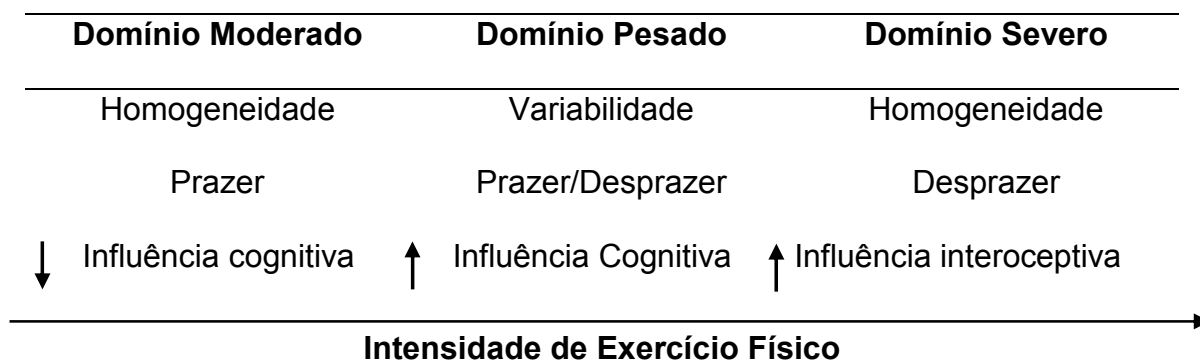 Domínio Moderado Domínio Pesado Domínio Severo
Homogeneidade Variabilidade Homogeneidade
Prazer Prazer/Desprazer Desprazer
Influência cognitiva Influência Cognitiva Influência interoceptiva
Intensidade de Exercício Físico